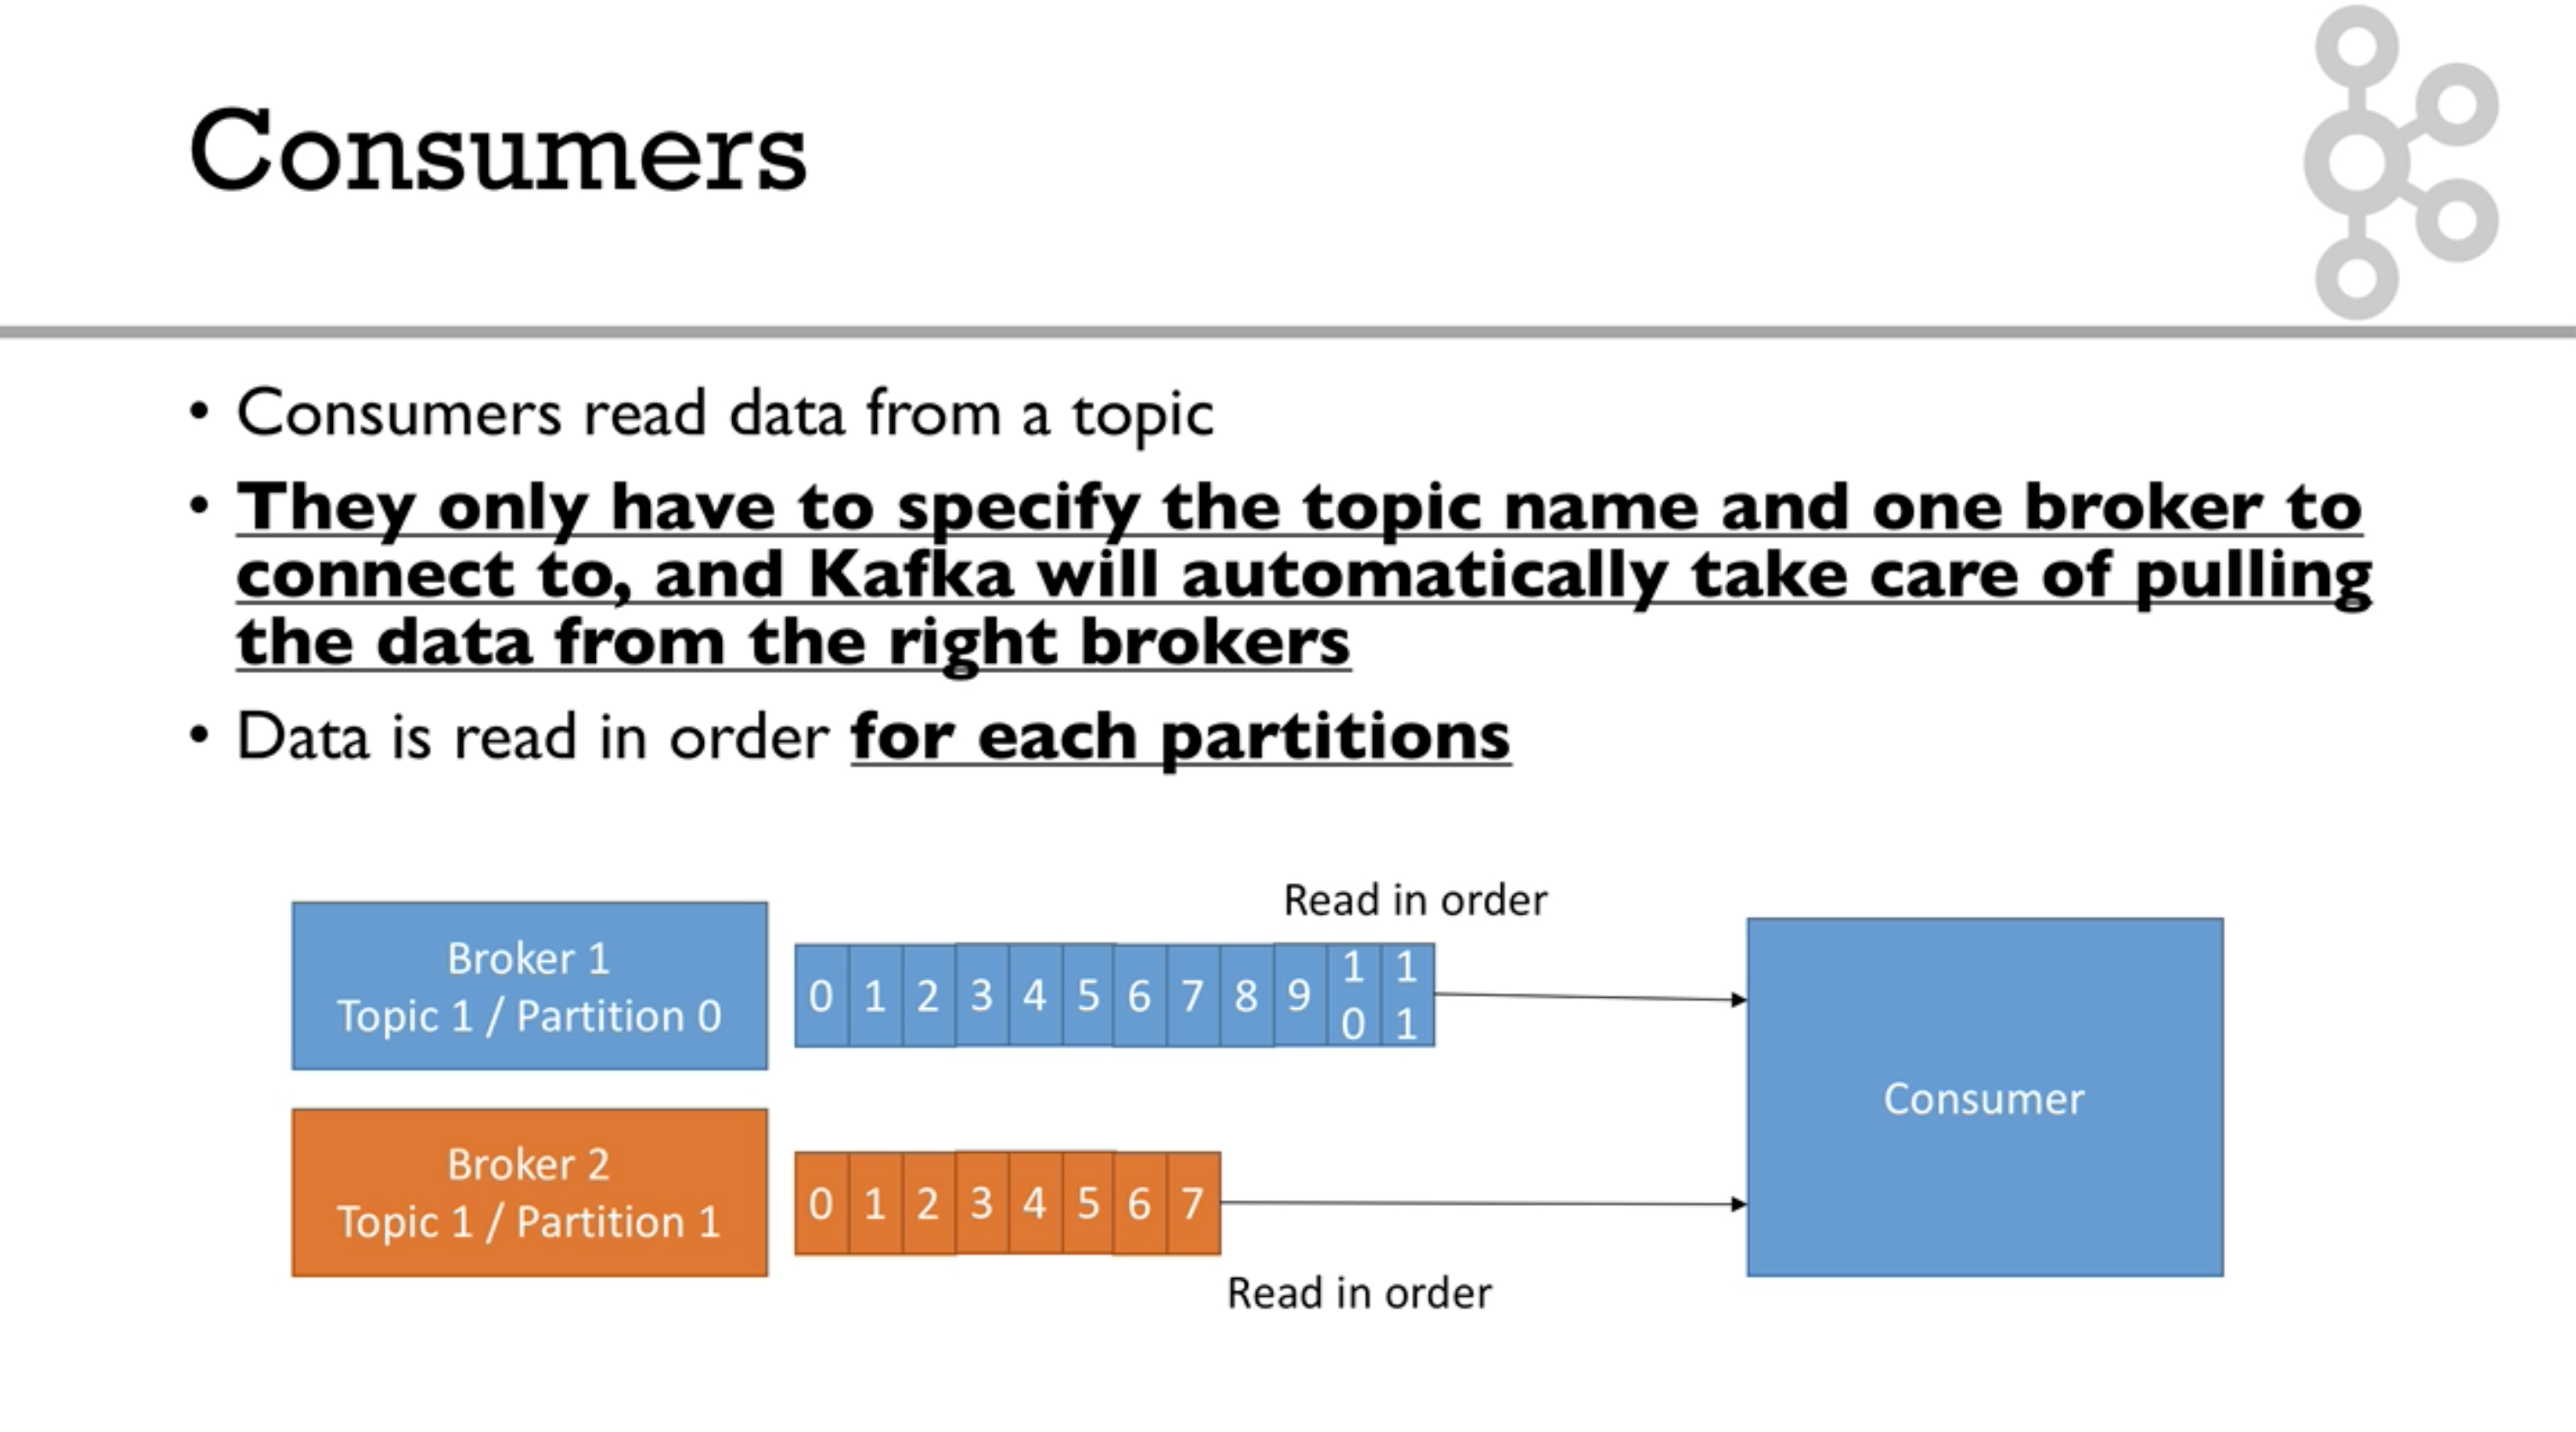 Consumers
• Consumers read data from a topic
• They only have to specify the topic name and one broker to
connect to, and Kafka will automatically take care of pulling
the data from the right brokers
• Data is read in order for each partitions
Read in order
Broker 1
Topic 1 / Partition 0
0 1 2 3 4 5 6 7 8 9 10 11
Consumer
Broker 2
Topic 1 / Partition 1
0 1 2 3 4 5 6 7
Read in order